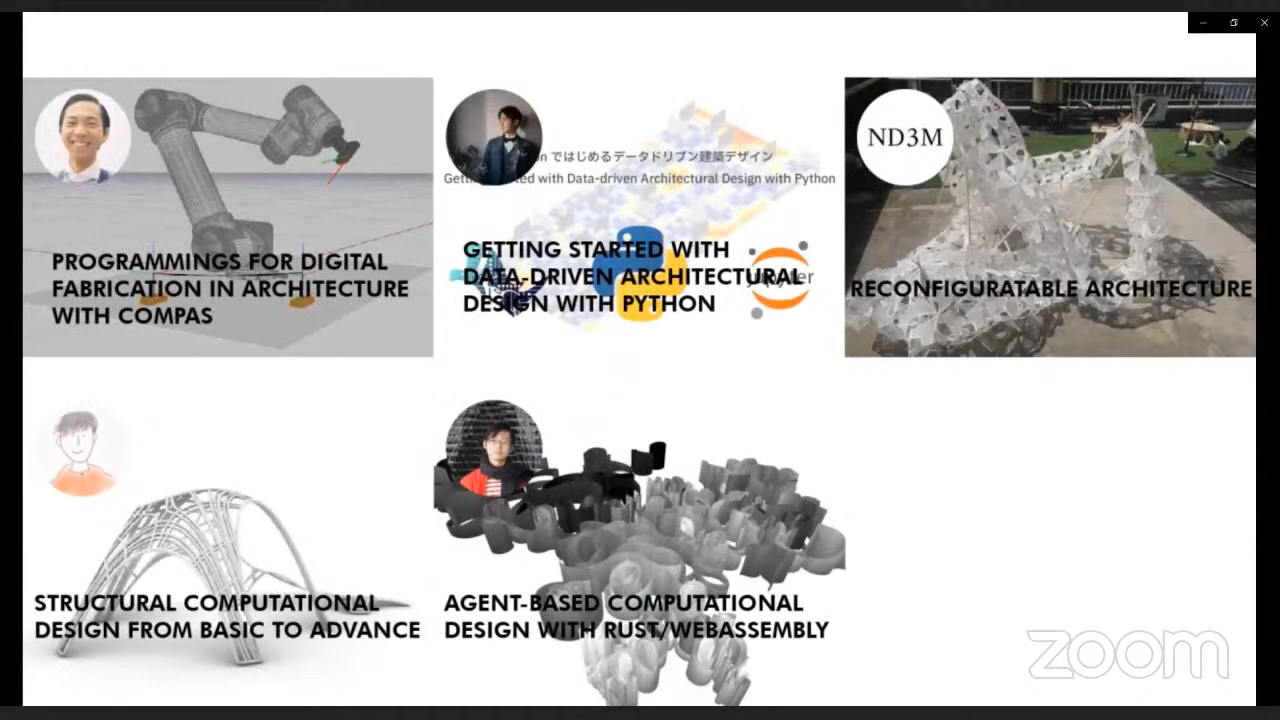 PROGRAMMINGS FOR DIGITAL
FABRICATION IN ARCHITECTURE
WITH COMPAS
ではじめるデータドリブン建築デザイン
with Data-driven Architectural Design with Python
GETTING STARTED WITH
DATA-DRIVEN ARCHITECTURAL
DESIGN WITH PYTHON
ND3M
RECONFIGURATABLE ARCHITECTURE
STRUCTURAL COMPUTATIONAL
DESIGN FROM BASIC TO ADVANCE
AGENT-BASED COMPUTATIONAL
DESIGN WITH RUST/WEBASSEMBLY
zoom